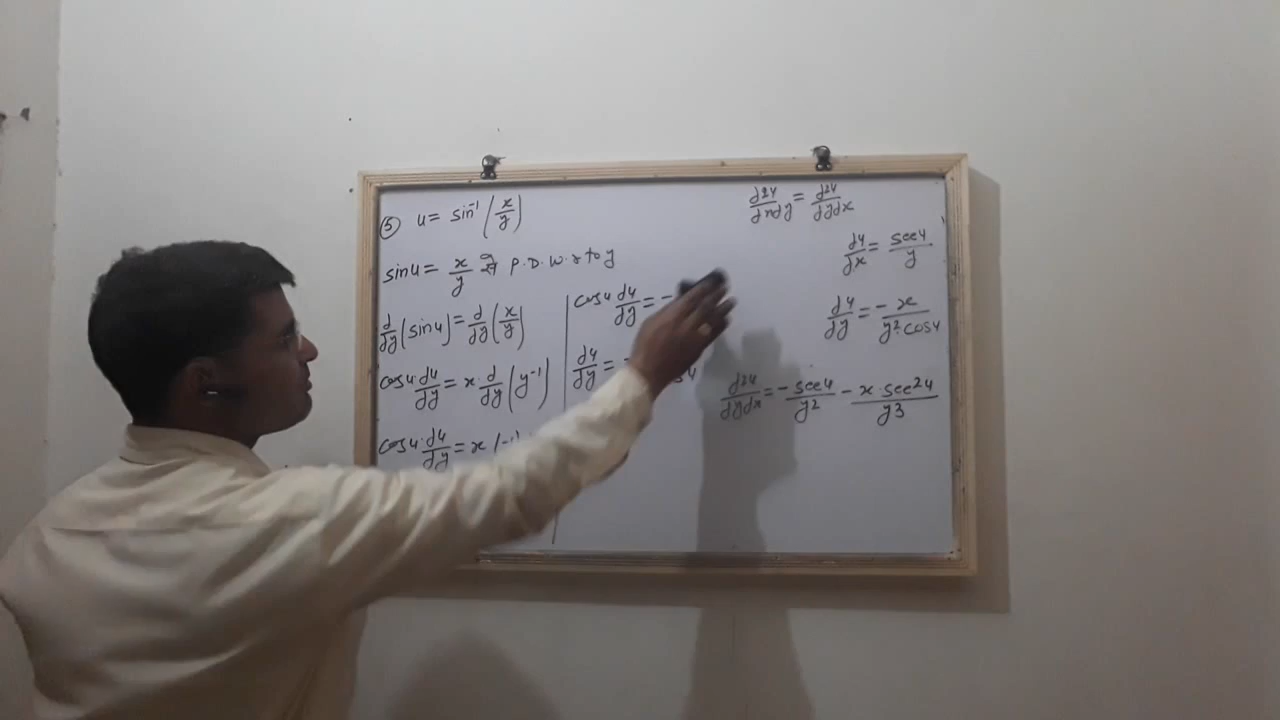 ⑤ u = sin⁻¹ (x/y)
sinu = x/y को P.D.W.r to y
d/dy (sinu) = d/dy (x/y)
cosu. du/dy = x. d/dy (y⁻¹)
cosu. du/dy = x (-1)
cosu du/dy = -
du/dy = -
d2u/dxdy = d2u/dydx
du/dx = secu/y
du/dy = - x/y2.cosu
d2u/dydx = - secu/y2 - x.sec2u/y3